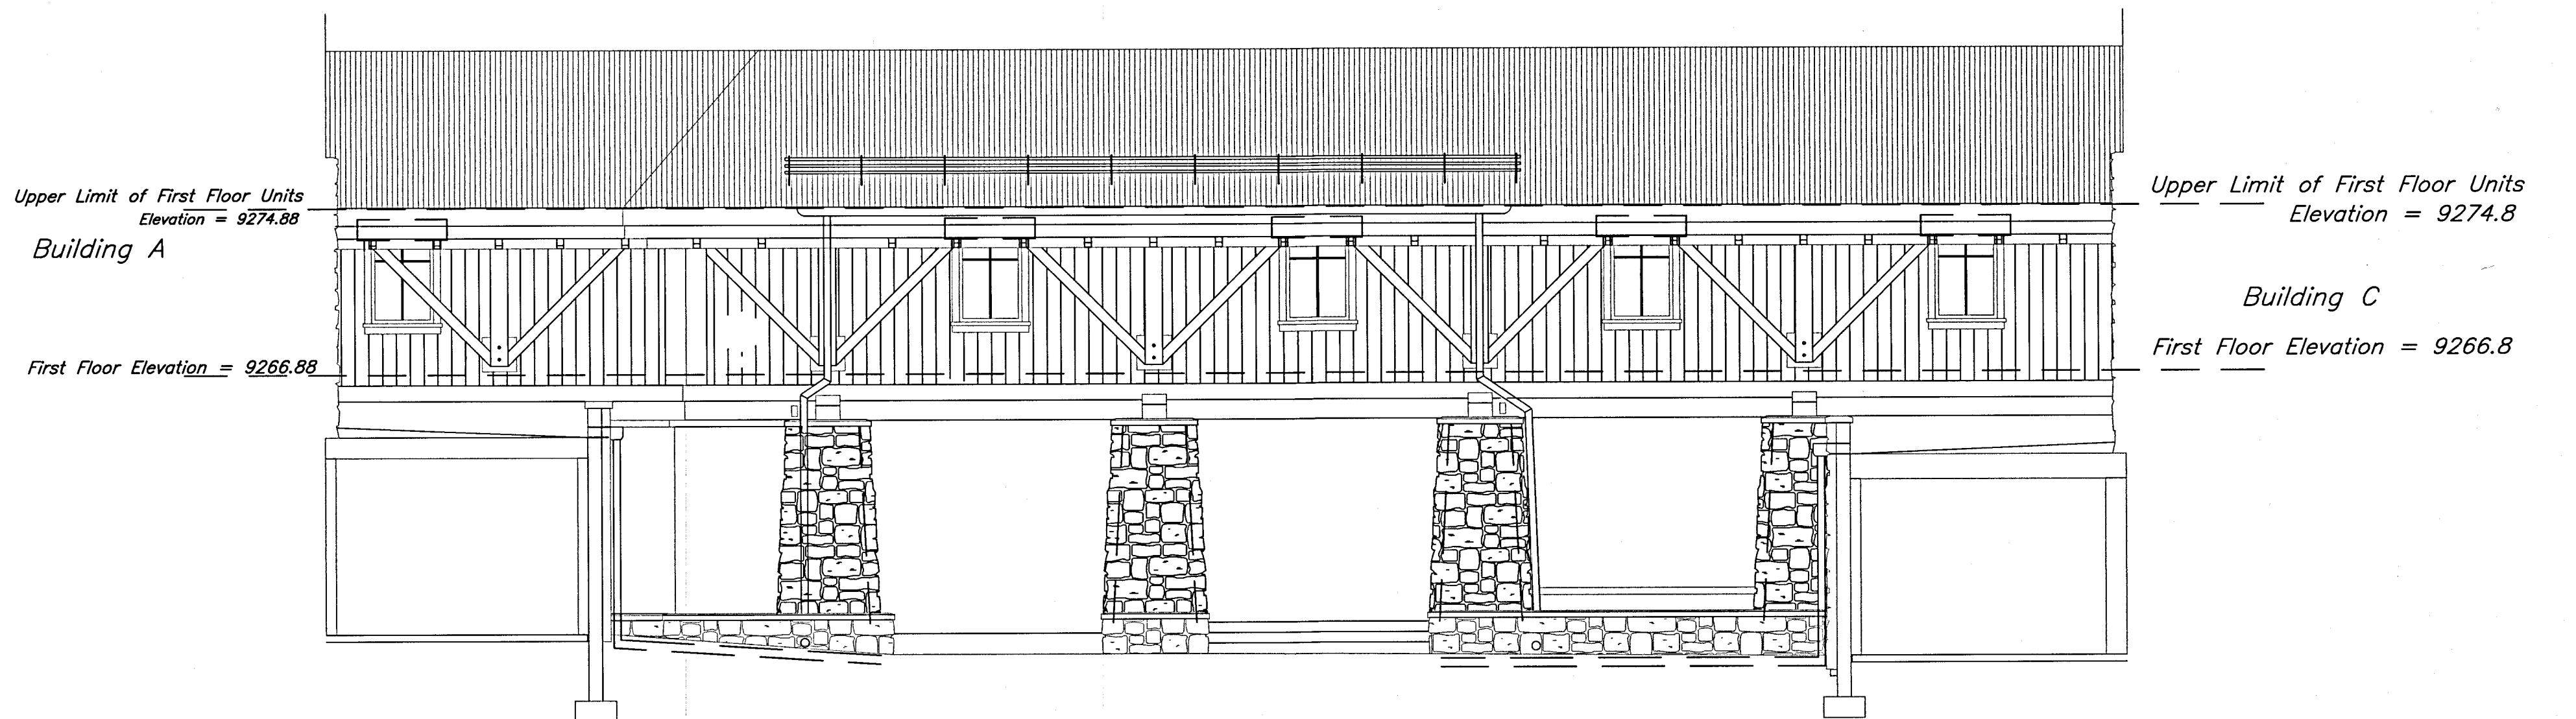 Upper Limit of First Floor Units
Elevation = 9274.88
Building A
First Floor Elevation = 9266.88
Upper Limit of First Floor Units
Elevation = 9274.8
Building C
First Floor Elevation = 9266.8